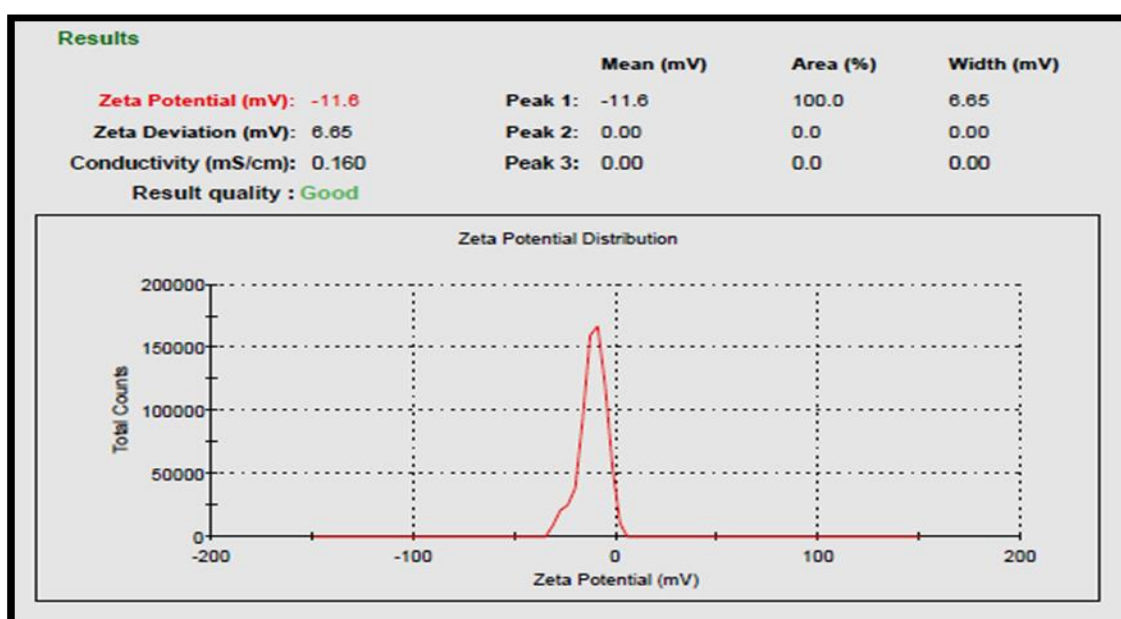 Results
Mean (mV) Area (%) Width (mV)
Zeta Potential (mV): -11.6 Peak 1: -11.6 100.0 6.65
Zeta Deviation (mV): 6.65 Peak 2: 0.00 0.0 0.00
Conductivity (mS/cm): 0.160 Peak 3: 0.00 0.0 0.00
Result quality : Good
Zeta Potential Distribution
200000
150000
100000
50000
0
Total Counts
-200 -100 0 100 200
Zeta Potential (mV)